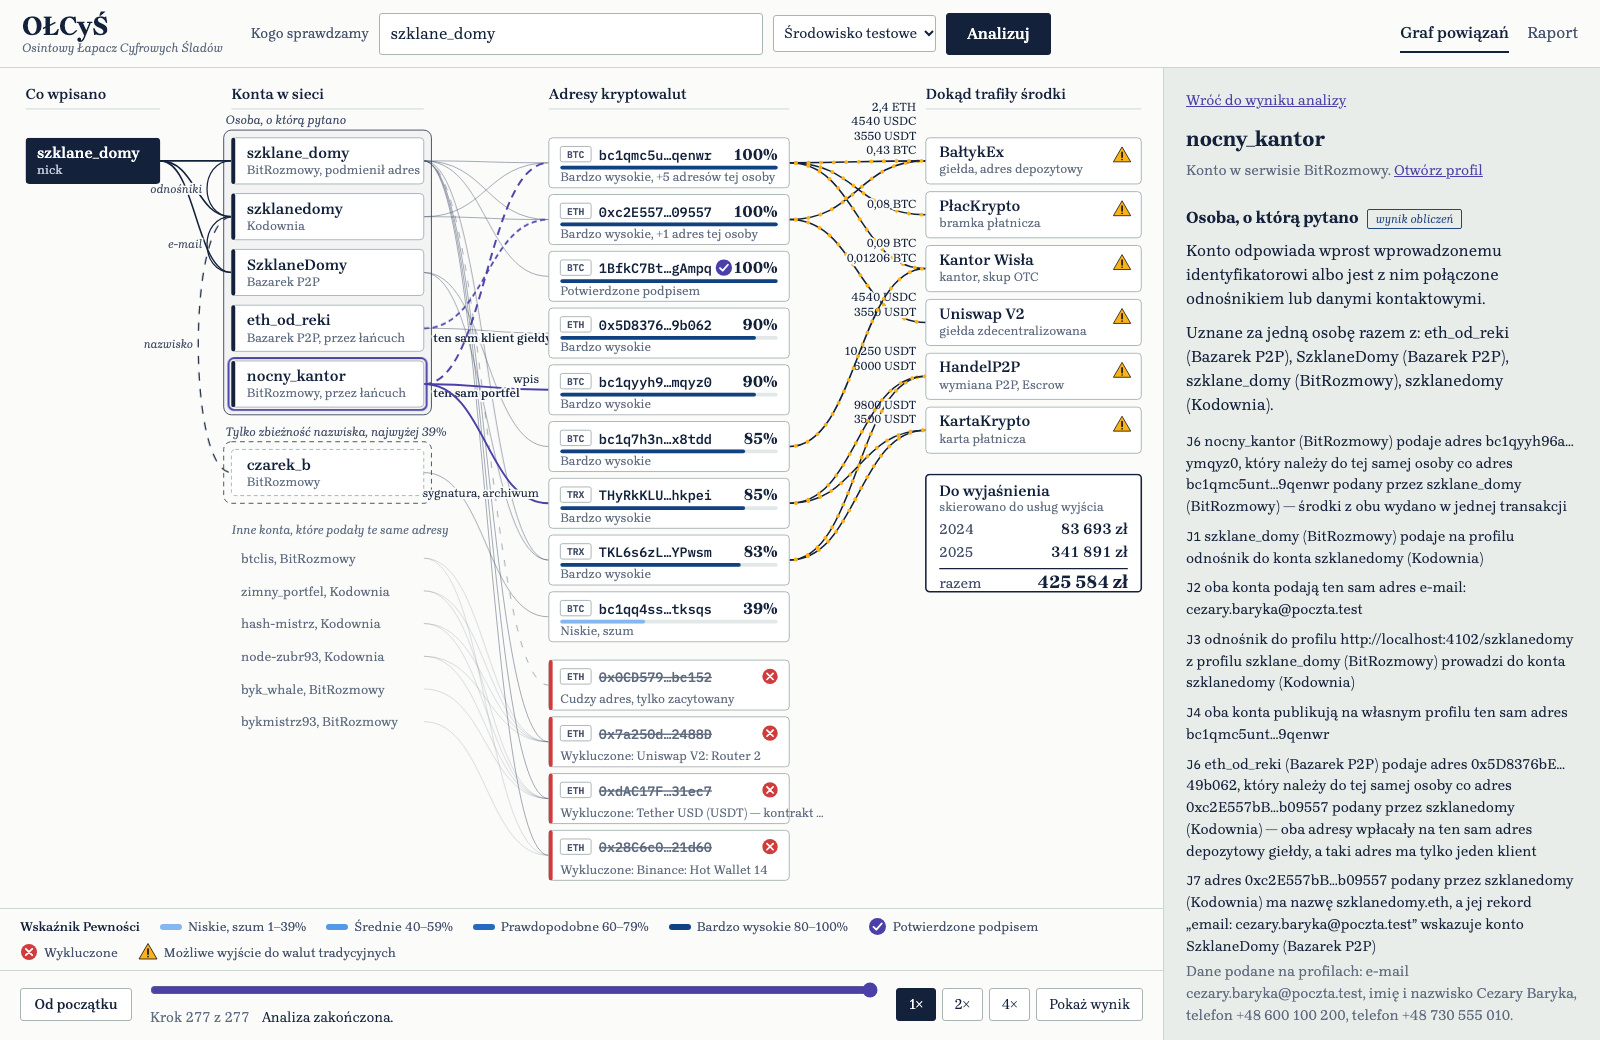 OŁCyŚ
Osintowy Łapacz Cyfrowych Śladów
Kogo sprawdzamy
szklane_domy
Środowisko testowe
Analizuj
Graf powiązań
Raport
Co wpisano
szklane_domy
nick
odnośniki
e-mail
nazwisko
Konta w sieci
Osoba, o którą pytano
szklane_domy
BitRozmowy, podmienił adres
szklanedomy
Kodownia
SzklaneDomy
Bazarek P2P
eth_od_reki
Bazarek P2P, przez łańcuch
nocny_kantor
BitRozmowy, przez łańcuch
Tylko zbieżność nazwiska, najwyżej 39%
czarek_b
BitRozmowy
Inne konta, które podały te same adresy
btclis, BitRozmowy
zimny_portfel, Kodownia
hash-mistrz, Kodownia
node-zubr93, Kodownia
byk_whale, BitRozmowy
bykmistrz93, BitRozmowy
ten sam klient giełdy
wpis
ten sam portfel
sygnatura, archiwum
Adresy kryptowalut
BTC bc1qmc5u…qenwr 100%
Bardzo wysokie, +5 adresów tej osoby
ETH 0xc2E557…09557 100%
Bardzo wysokie, +1 adres tej osoby
BTC 1BfkC7Bt…gAmpq 100%
Potwierdzone podpisem
ETH 0x5D8376…9b062 90%
Bardzo wysokie
BTC bc1qyyh9…mqyz0 90%
Bardzo wysokie
BTC bc1q7h3n…x8tdd 85%
Bardzo wysokie
TRX THyRkKLU…hkpei 85%
Bardzo wysokie
TRX TKL6s6zL…YPwsm 83%
Bardzo wysokie
BTC bc1qq4ss…tksqs 39%
Niskie, szum
ETH 0x0CD579…bc152
Cudzy adres, tylko zacytowany
ETH 0x7a250d…2488D
Wykluczone: Uniswap V2: Router 2
ETH 0xdAC17F…31ec7
Wykluczone: Tether USD (USDT) — kontrakt …
ETH 0x28C6c0…21d60
Wykluczone: Binance: Hot Wallet 14
2,4 ETH
4540 USDC
3550 USDT
0,43 BTC
0,08 BTC
0,09 BTC
0,01206 BTC
4540 USDC
3550 USDT
10 250 USDT
6000 USDT
9800 USDT
3500 USDT
Dokąd trafiły środki
BałtykEx
giełda, adres depozytowy
PłacKrypto
bramka płatnicza
Kantor Wisła
kantor, skup OTC
Uniswap V2
giełda zdecentralizowana
HandelP2P
wymiana P2P, Escrow
KartaKrypto
karta płatnicza
Do wyjaśnienia
skierowano do usług wyjścia
2024 83 693 zł
2025 341 891 zł
razem 425 584 zł
Wskaźnik Pewności
Niskie, szum 1–39%
Średnie 40–59%
Prawdopodobne 60–79%
Bardzo wysokie 80–100%
Potwierdzone podpisem
Wykluczone
Możliwe wyjście do walut tradycyjnych
Od początku
Krok 277 z 277 Analiza zakończona.
1×
2×
4×
Pokaż wynik
Wróć do wyniku analizy
nocny_kantor
Konto w serwisie BitRozmowy. Otwórz profil
Osoba, o którą pytano wynik obliczeń
Konto odpowiada wprost wprowadzonemu
identyfikatorowi albo jest z nim połączone
odnośnikiem lub danymi kontaktowymi.
Uznane za jedną osobę razem z: eth_od_reki
(Bazarek P2P), SzklaneDomy (Bazarek P2P),
szklane_domy (BitRozmowy), szklanedomy
(Kodownia).
J6 nocny_kantor (BitRozmowy) podaje adres bc1qyyh96a…
ymqyz0, który należy do tej samej osoby co adres
bc1qmc5unt…9qenwr podany przez szklane_domy
(BitRozmowy) — środki z obu wydano w jednej transakcji
J1 szklane_domy (BitRozmowy) podaje na profilu
odnośnik do konta szklanedomy (Kodownia)
J2 oba konta podają ten sam adres e-mail:
cezary.baryka@poczta.test
J3 odnośnik do profilu http://localhost:4102/szklanedomy
z profilu szklane_domy (BitRozmowy) prowadzi do konta
szklanedomy (Kodownia)
J4 oba konta publikują na własnym profilu ten sam adres
bc1qmc5unt…9qenwr
J6 eth_od_reki (Bazarek P2P) podaje adres 0x5D8376bE…
49b062, który należy do tej samej osoby co adres
0xc2E557bB…b09557 podany przez szklanedomy
(Kodownia) — oba adresy wpłacały na ten sam adres
depozytowy giełdy, a taki adres ma tylko jeden klient
J7 adres 0xc2E557bB…b09557 podany przez szklanedomy
(Kodownia) ma nazwę szklanedomy.eth, a jej rekord
„email: cezary.baryka@poczta.test” wskazuje konto
SzklaneDomy (Bazarek P2P)
Dane podane na profilach: e-mail
cezary.baryka@poczta.test, imię i nazwisko Cezary Baryka,
telefon +48 600 100 200, telefon +48 730 555 010.